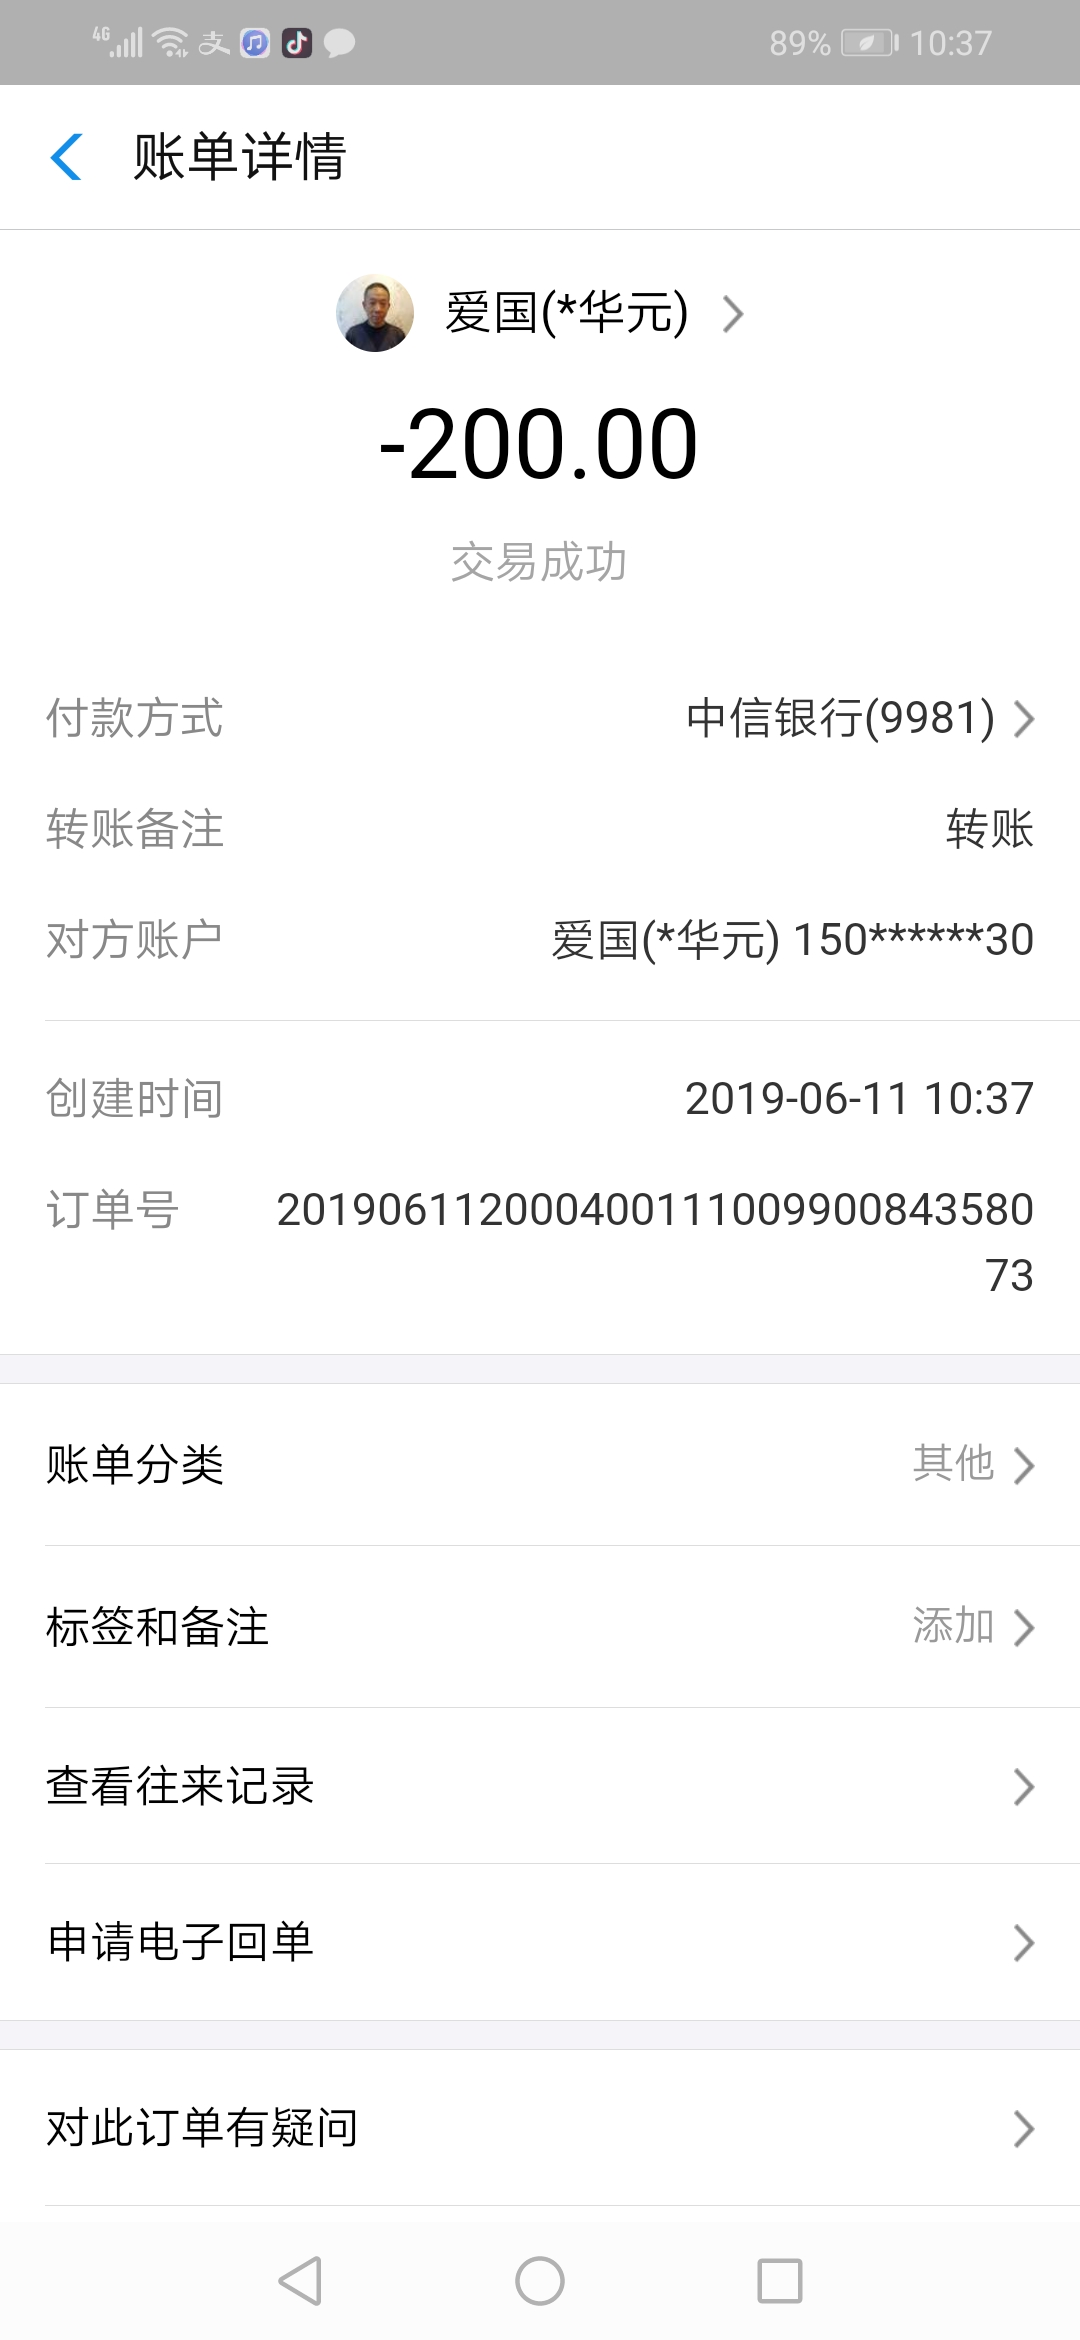 4G 支 89% 10:37
账单详情
爱国(*华元)
-200.00
交易成功
付款方式 中信银行(9981)
转账备注 转账
对方账户 爱国(*华元) 150******30
创建时间 2019-06-11 10:37
订单号 201906112000400111009900843580
73
账单分类 其他
标签和备注 添加
查看往来记录
申请电子回单
对此订单有疑问